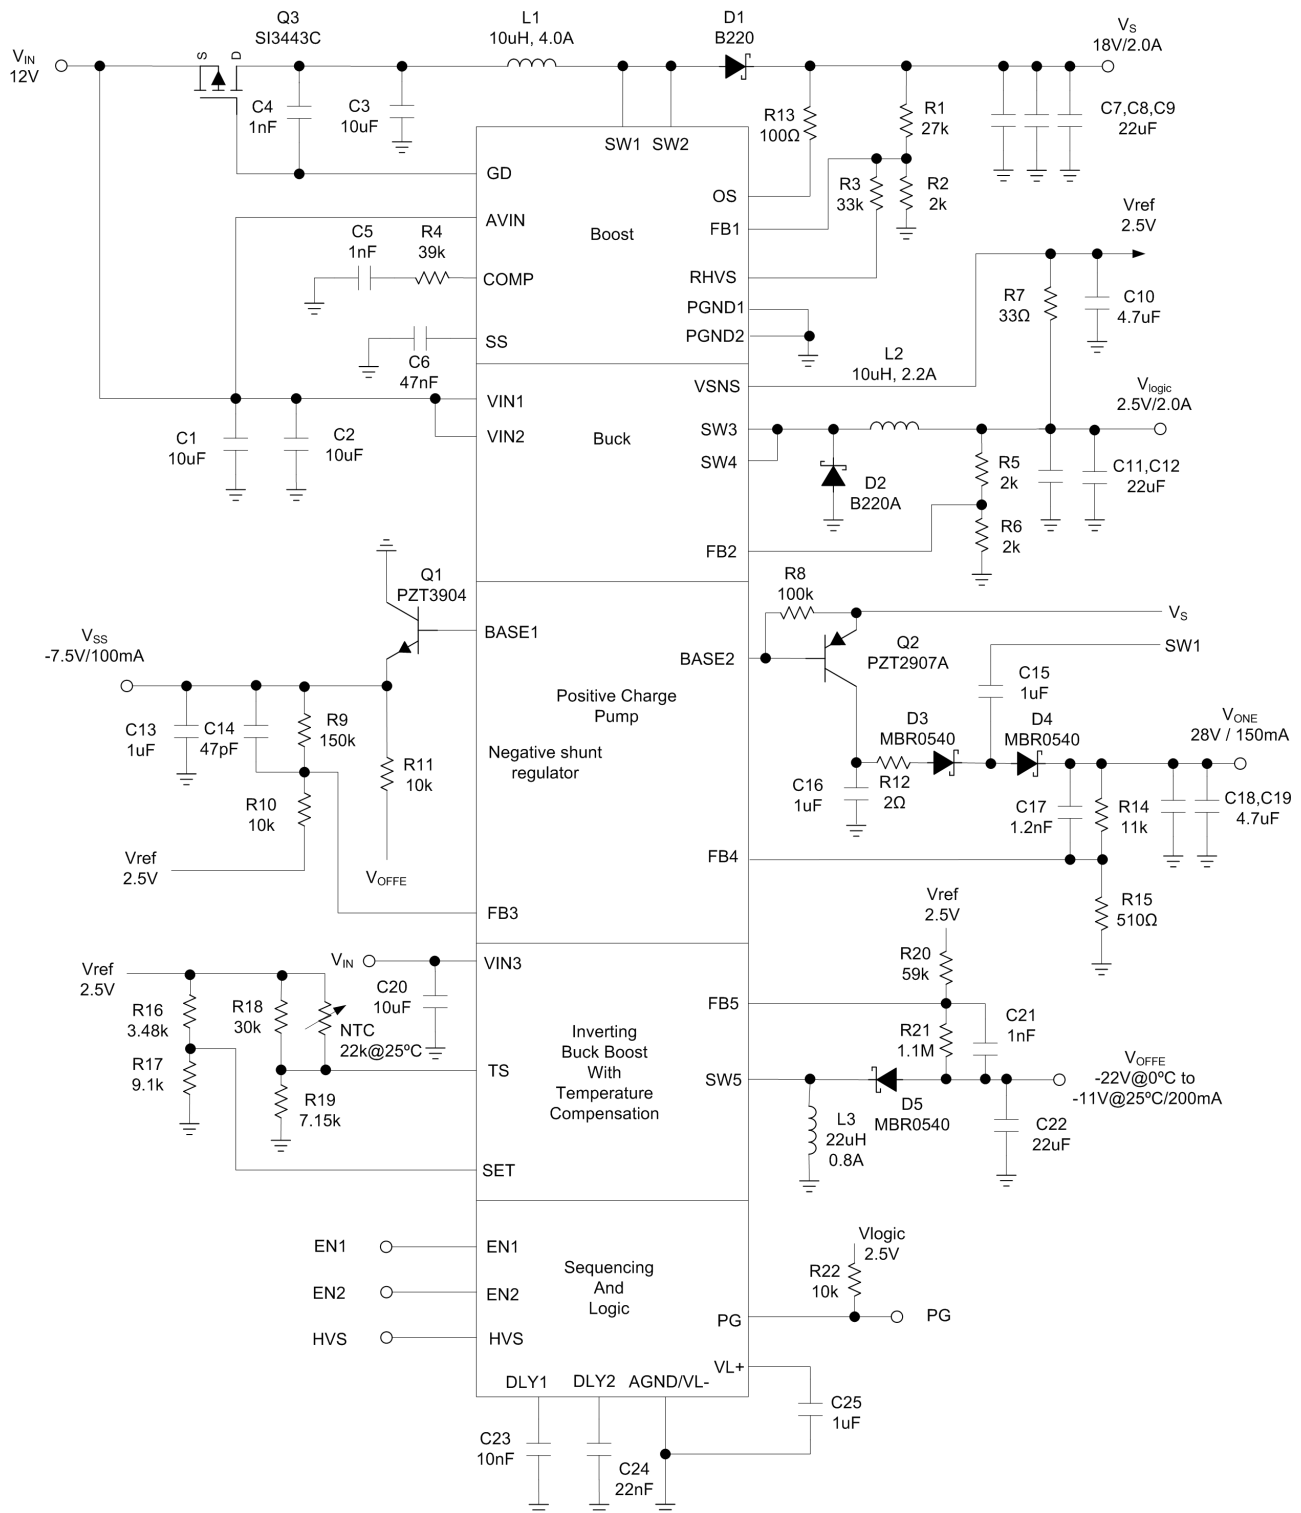 Q3
SI3443C
L1
10uH, 4.0A
D1
B220
VS
18V/2.0A
VIN
12V
S
D
C4
1nF
C3
10uF
R13
100Ω
R1
27k
C7,C8,C9
22uF
SW1
SW2
GD
OS
R3
33k
R2
2k
AVIN
Boost
FB1
Vref
2.5V
C5
1nF
R4
39k
COMP
RHVS
R7
33Ω
C10
4.7uF
PGND1
PGND2
SS
C6
47nF
L2
10uH, 2.2A
VSNS
Vlogic
2.5V/2.0A
VIN1
VIN2
Buck
SW3
SW4
C1
10uF
C2
10uF
D2
B220A
R5
2k
C11,C12
22uF
R6
2k
FB2
Q1
PZT3904
R8
100k
VS
BASE1
VSS
-7.5V/100mA
BASE2
Q2
PZT2907A
SW1
C15
1uF
Positive Charge
Pump
Negative shunt
regulator
C13
1uF
C14
47pF
R9
150k
R11
10k
D3
MBR0540
D4
MBR0540
VONE
28V / 150mA
R12
2Ω
C16
1uF
C17
1.2nF
R14
11k
C18,C19
4.7uF
R10
10k
Vref
2.5V
VOFFE
FB4
FB3
R15
510Ω
Vref
2.5V
VIN
VIN3
R20
59k
Vref
2.5V
C20
10uF
FB5
R16
3.48k
R18
30k
NTC
22k@25ºC
Inverting
Buck Boost
With
Temperature
Compensation
R21
1.1M
C21
1nF
R17
9.1k
TS
SW5
VOFFE
-22V@0ºC to
-11V@25ºC/200mA
R19
7.15k
D5
MBR0540
L3
22uH
0.8A
C22
22uF
SET
EN1
EN1
Vlogic
2.5V
Sequencing
And
Logic
R22
10k
EN2
EN2
PG
PG
HVS
HVS
VL+
DLY1
DLY2
AGND/VL-
C25
1uF
C23
10nF
C24
22nF